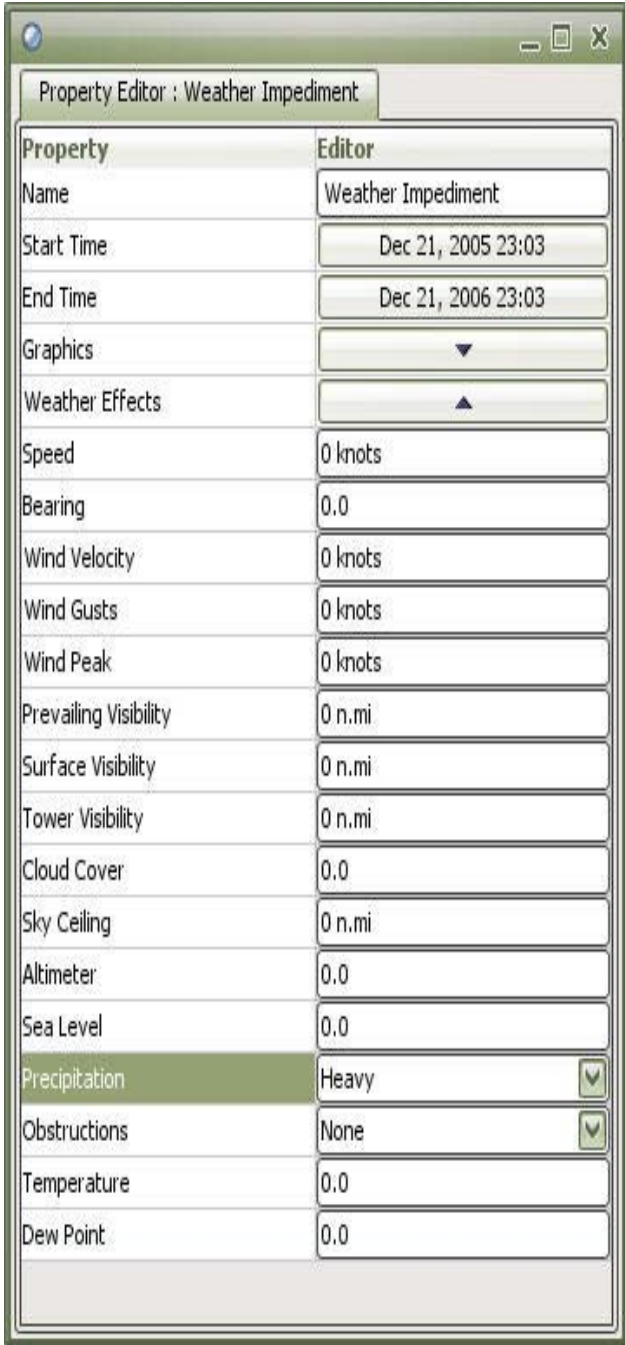 Property Editor : Weather Impediment
Property Editor
Name Weather Impediment
Start Time Dec 21, 2005 23:03
End Time Dec 21, 2006 23:03
Graphics
Weather Effects
Speed 0 knots
Bearing 0.0
Wind Velocity 0 knots
Wind Gusts 0 knots
Wind Peak 0 knots
Prevailing Visibility 0 n.mi
Surface Visibility 0 n.mi
Tower Visibility 0 n.mi
Cloud Cover 0.0
Sky Ceiling 0 n.mi
Altimeter 0.0
Sea Level 0.0
Precipitation Heavy
Obstructions None
Temperature 0.0
Dew Point 0.0